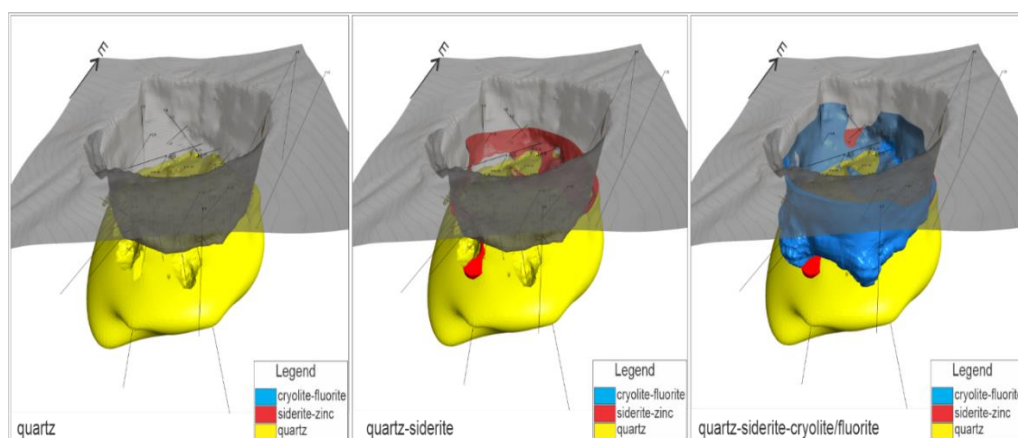 E
Legend
cryolite-fluorite
siderite-zinc
quartz
quartz
E
Legend
cryolite-fluorite
siderite-zinc
quartz
quartz-siderite
E
Legend
cryolite-fluorite
siderite-zinc
quartz
quartz-siderite-cryolite/fluorite